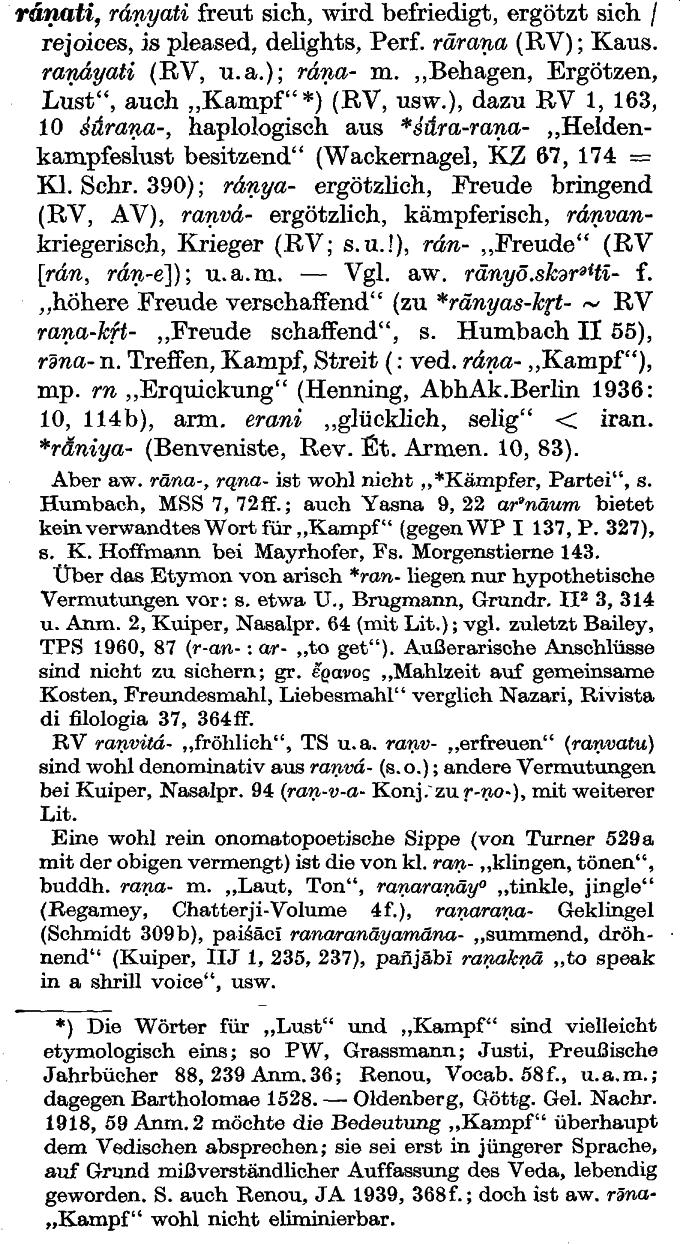 ráṇati, ráṇyati freut sich, wird befriedigt, ergötzt sich /
rejoices, is pleased, delights, Perf. rāraṇa (RV); Kaus.
raṇáyati (RV, u.a.); ráṇa- m. „Behagen, Ergötzen,
Lust“, auch „Kampf“*) (RV, usw.), dazu RV 1, 163,
10 śū́raṇa-, haplologisch aus *śū́ra-raṇa- „Helden-
kampfeslust besitzend“ (Wackernagel, KZ 67, 174 =
Kl. Schr. 390); ráṇya- ergötzlich, Freude bringend
(RV, AV), raṇvá- ergötzlich, kämpferisch, ráṇvan-
kriegerisch, Krieger (RV; s.u.!), rán- „Freude“ (RV
[rán, ráṇ-e]); u.a.m. — Vgl. aw. rānyō.skərəⁱtī- f.
„höhere Freude verschaffend“ (zu *rānyas-kr̥t- ~ RV
raṇa-kŕ̥t- „Freude schaffend“, s. Humbach II 55),
rə̄na- n. Treffen, Kampf, Streit (: ved. ráṇa- „Kampf“),
mp. rn „Erquickung“ (Henning, AbhAk.Berlin 1936:
10, 114b), arm. erani „glücklich, selig“ < iran.
*rā̆niya- (Benveniste, Rev. Ét. Armen. 10, 83).
Aber aw. rāna-, rąna- ist wohl nicht „*Kämpfer, Partei“, s.
Humbach, MSS 7, 72ff.; auch Yasna 9, 22 arᵊnāum bietet
kein verwandtes Wort für „Kampf“ (gegen WP I 137, P. 327),
s. K. Hoffmann bei Mayrhofer, Fs. Morgenstierne 143.
Über das Etymon von arisch *ran- liegen nur hypothetische
Vermutungen vor: s. etwa U., Brugmann, Grundr. II² 3, 314
u. Anm. 2, Kuiper, Nasalpr. 64 (mit Lit.); vgl. zuletzt Bailey,
TPS 1960, 87 (r-an- : ar- „to get“). Außerarische Anschlüsse
sind nicht zu sichern; gr. ἔρανος „Mahlzeit auf gemeinsame
Kosten, Freundesmahl, Liebesmahl“ verglich Nazari, Rivista
di filologia 37, 364ff.
RV raṇvitá- „fröhlich“, TS u.a. raṇv- „erfreuen“ (raṇvatu)
sind wohl denominativ aus raṇvá- (s.o.); andere Vermutungen
bei Kuiper, Nasalpr. 94 (raṇ-v-a- Konj. zu r̥-ṇo-), mit weiterer
Lit.
Eine wohl rein onomatopoetische Sippe (von Turner 529a
mit der obigen vermengt) ist die von kl. raṇ- „klingen, tönen“,
buddh. raṇa- m. „Laut, Ton“, raṇaraṇāy° „tinkle, jingle“
(Regamey, Chatterji-Volume 4f.), raṇaraṇa- Geklingel
(Schmidt 309b), paiśācī ranaranāyamāna- „summend, dröh-
nend“ (Kuiper, IIJ 1, 235, 237), pañjābī raṇakṇā „to speak
in a shrill voice“, usw.
*) Die Wörter für „Lust“ und „Kampf“ sind vielleicht
etymologisch eins; so PW, Grassmann; Justi, Preußische
Jahrbücher 88, 239 Anm. 36; Renou, Vocab. 58f., u.a.m.;
dagegen Bartholomae 1528. — Oldenberg, Göttg. Gel. Nachr.
1918, 59 Anm. 2 möchte die Bedeutung „Kampf“ überhaupt
dem Vedischen absprechen; sie sei erst in jüngerer Sprache,
auf Grund mißverständlicher Auffassung des Veda, lebendig
geworden. S. auch Renou, JA 1939, 368f.; doch ist aw. rə̄na-
„Kampf“ wohl nicht eliminierbar.